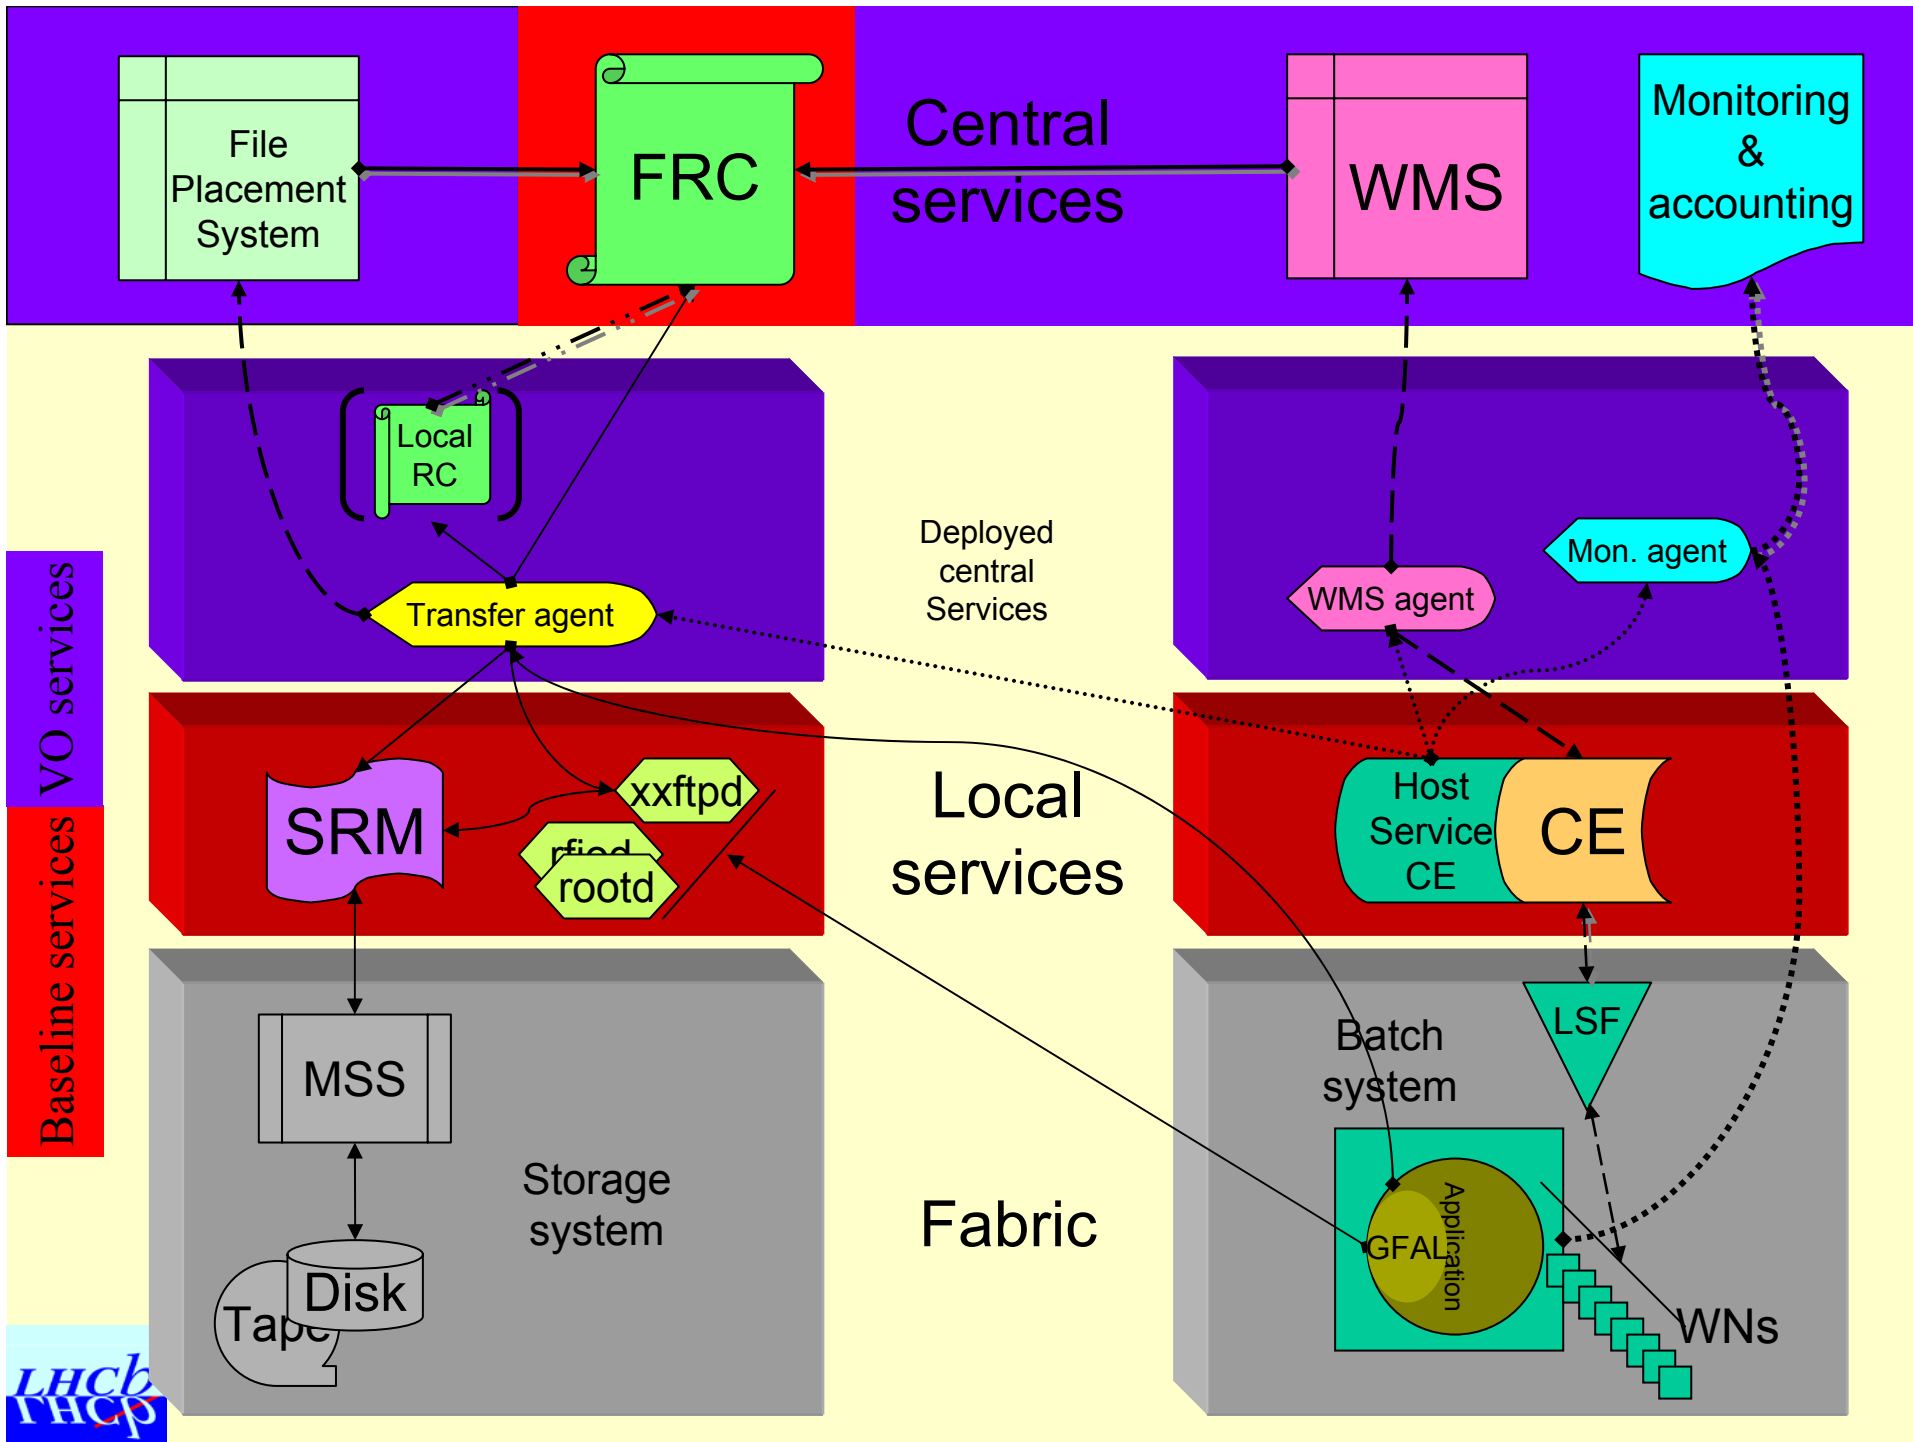 File
Placement
System
FRC
Central
services
WMS
Monitoring
&
accounting
Local
RC
Transfer agent
Deployed
central
Services
WMS agent
Mon. agent
VO services
Baseline services
SRM
xxftpd
rootd
Local
services
Host
Service
CE
CE
MSS
Storage
system
Disk
Tape
Fabric
Batch
system
LSF
GFAL
Application
WNs
LHCb